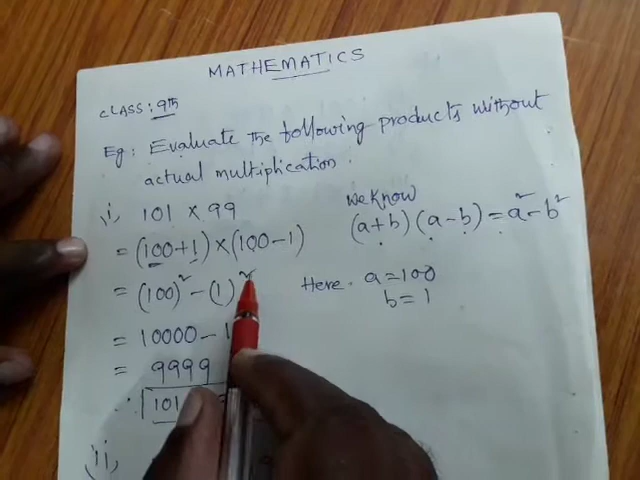 MATHEMATICS
CLASS: 9th
Eg: Evaluate the following products without
actual multiplication.
i, 101 × 99
= (100+1) × (100-1)
= (100)² - (1)²
= 10000 - 1
= 9999
∴ 101
ii,
We know
(a+b) (a-b) = a²-b²
Here. a=100
b=1